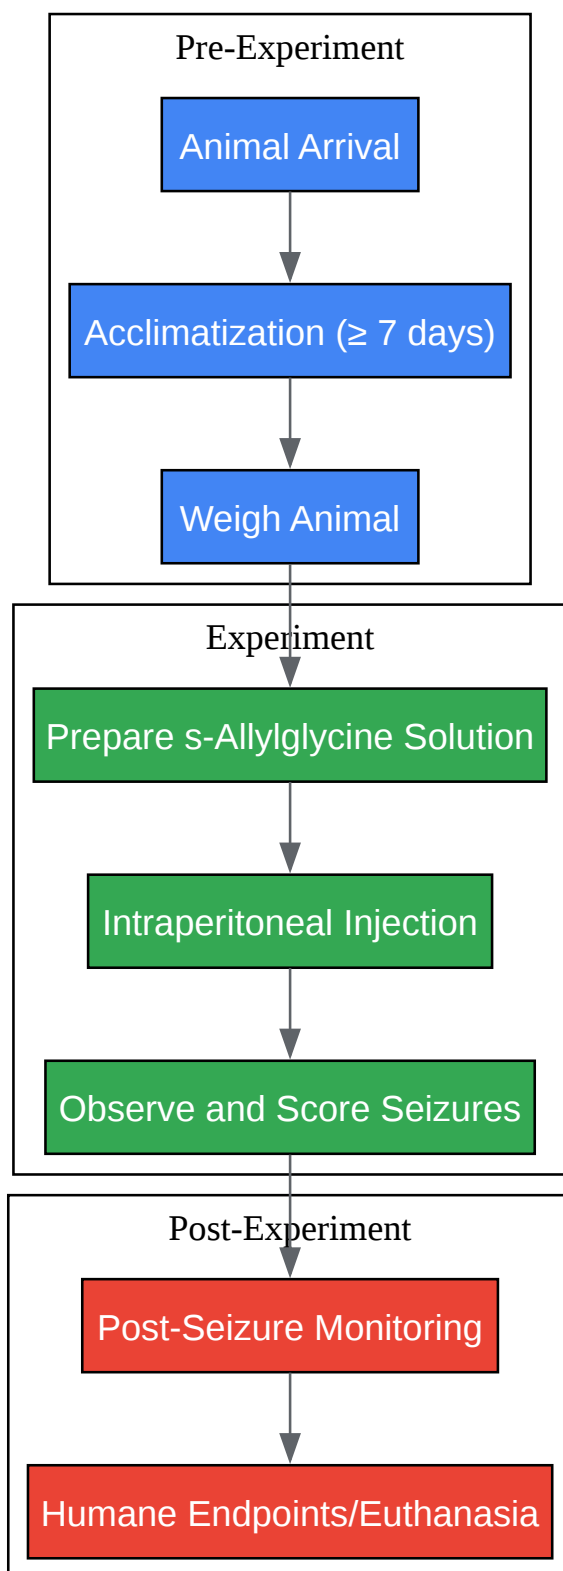 Pre-Experiment
Animal Arrival
Acclimatization (≥ 7 days)
Weigh Animal
Experiment
Prepare s-Allylglycine Solution
Intraperitoneal Injection
Observe and Score Seizures
Post-Experiment
Post-Seizure Monitoring
Humane Endpoints/Euthanasia